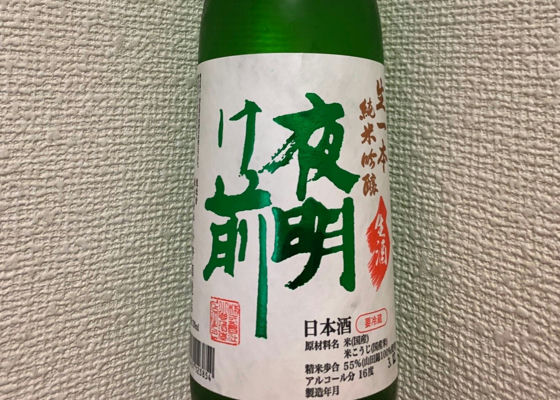 生一本
純米吟醸
生酒
夜明
け前
日本酒
要冷蔵
原材料名 米(国産)
米こうじ(国産米)
精米歩合 55%(山田錦100%
アルコール分 16度
製造年月